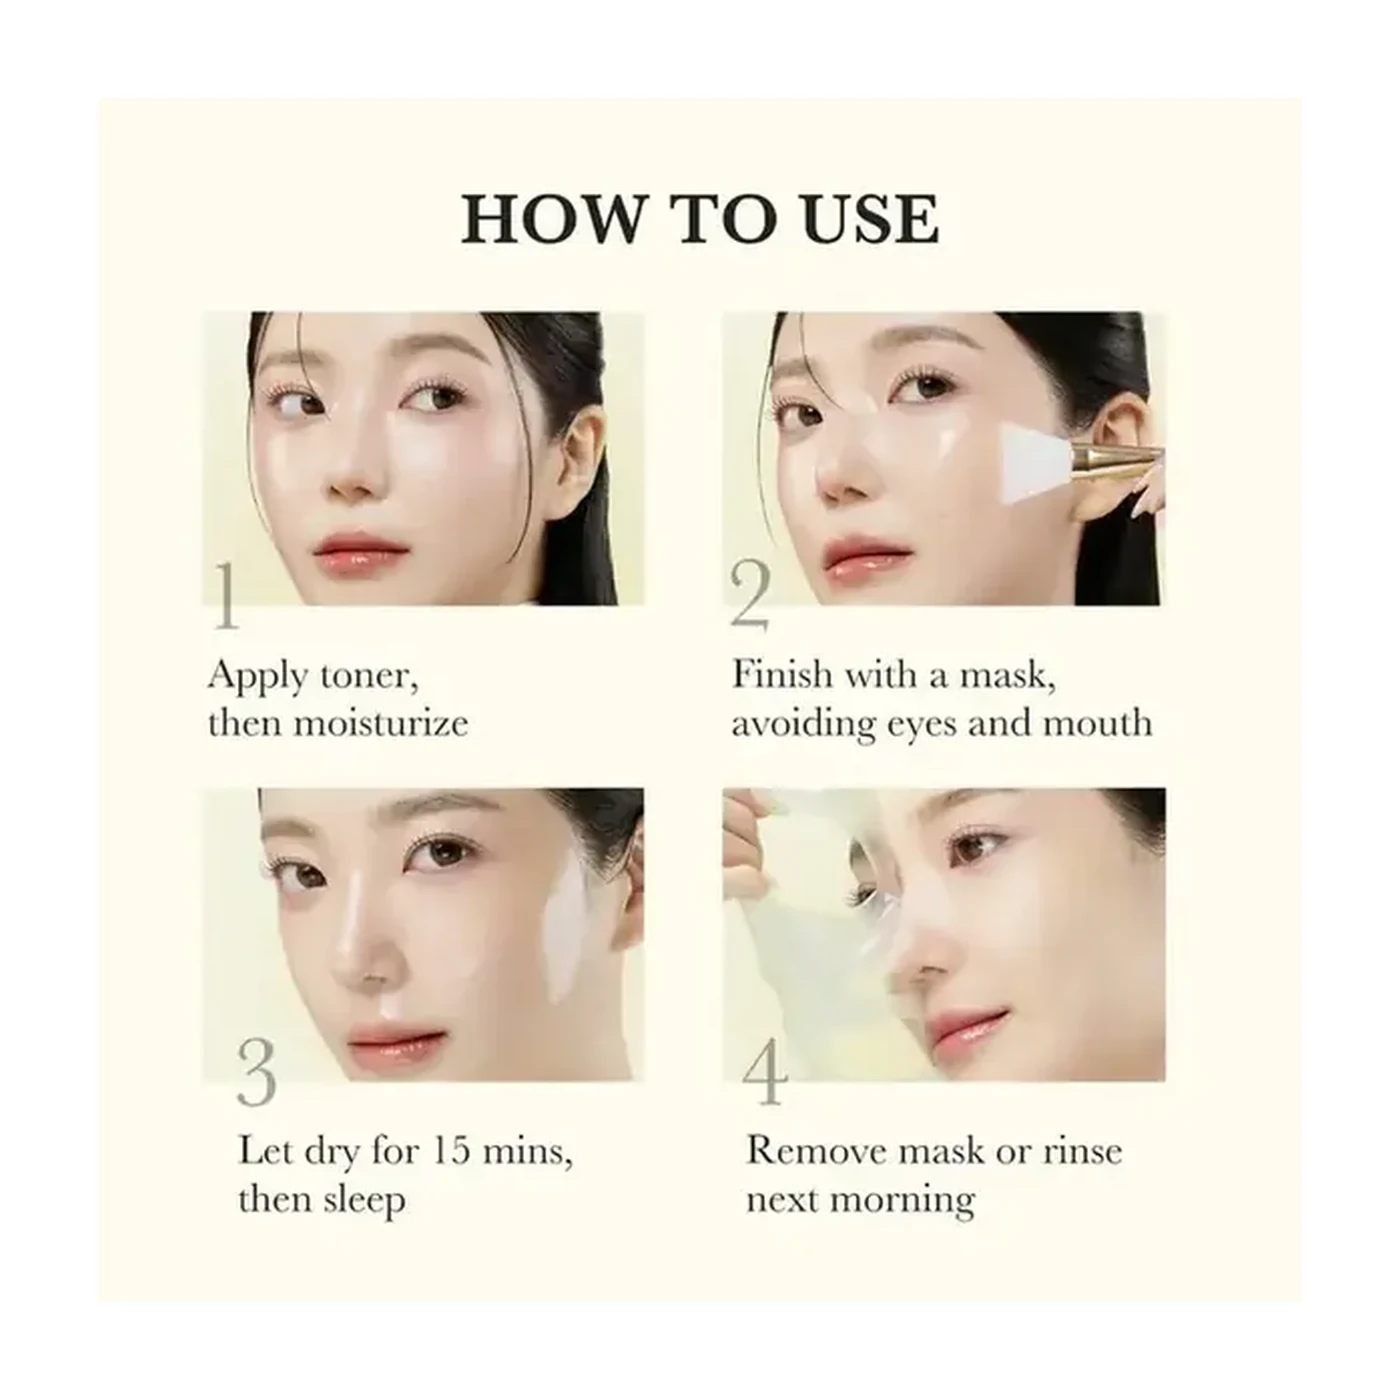 HOW TO USE
1
Apply toner,
then moisturize
2
Finish with a mask,
avoiding eyes and mouth
3
Let dry for 15 mins,
then sleep
4
Remove mask or rinse
next morning